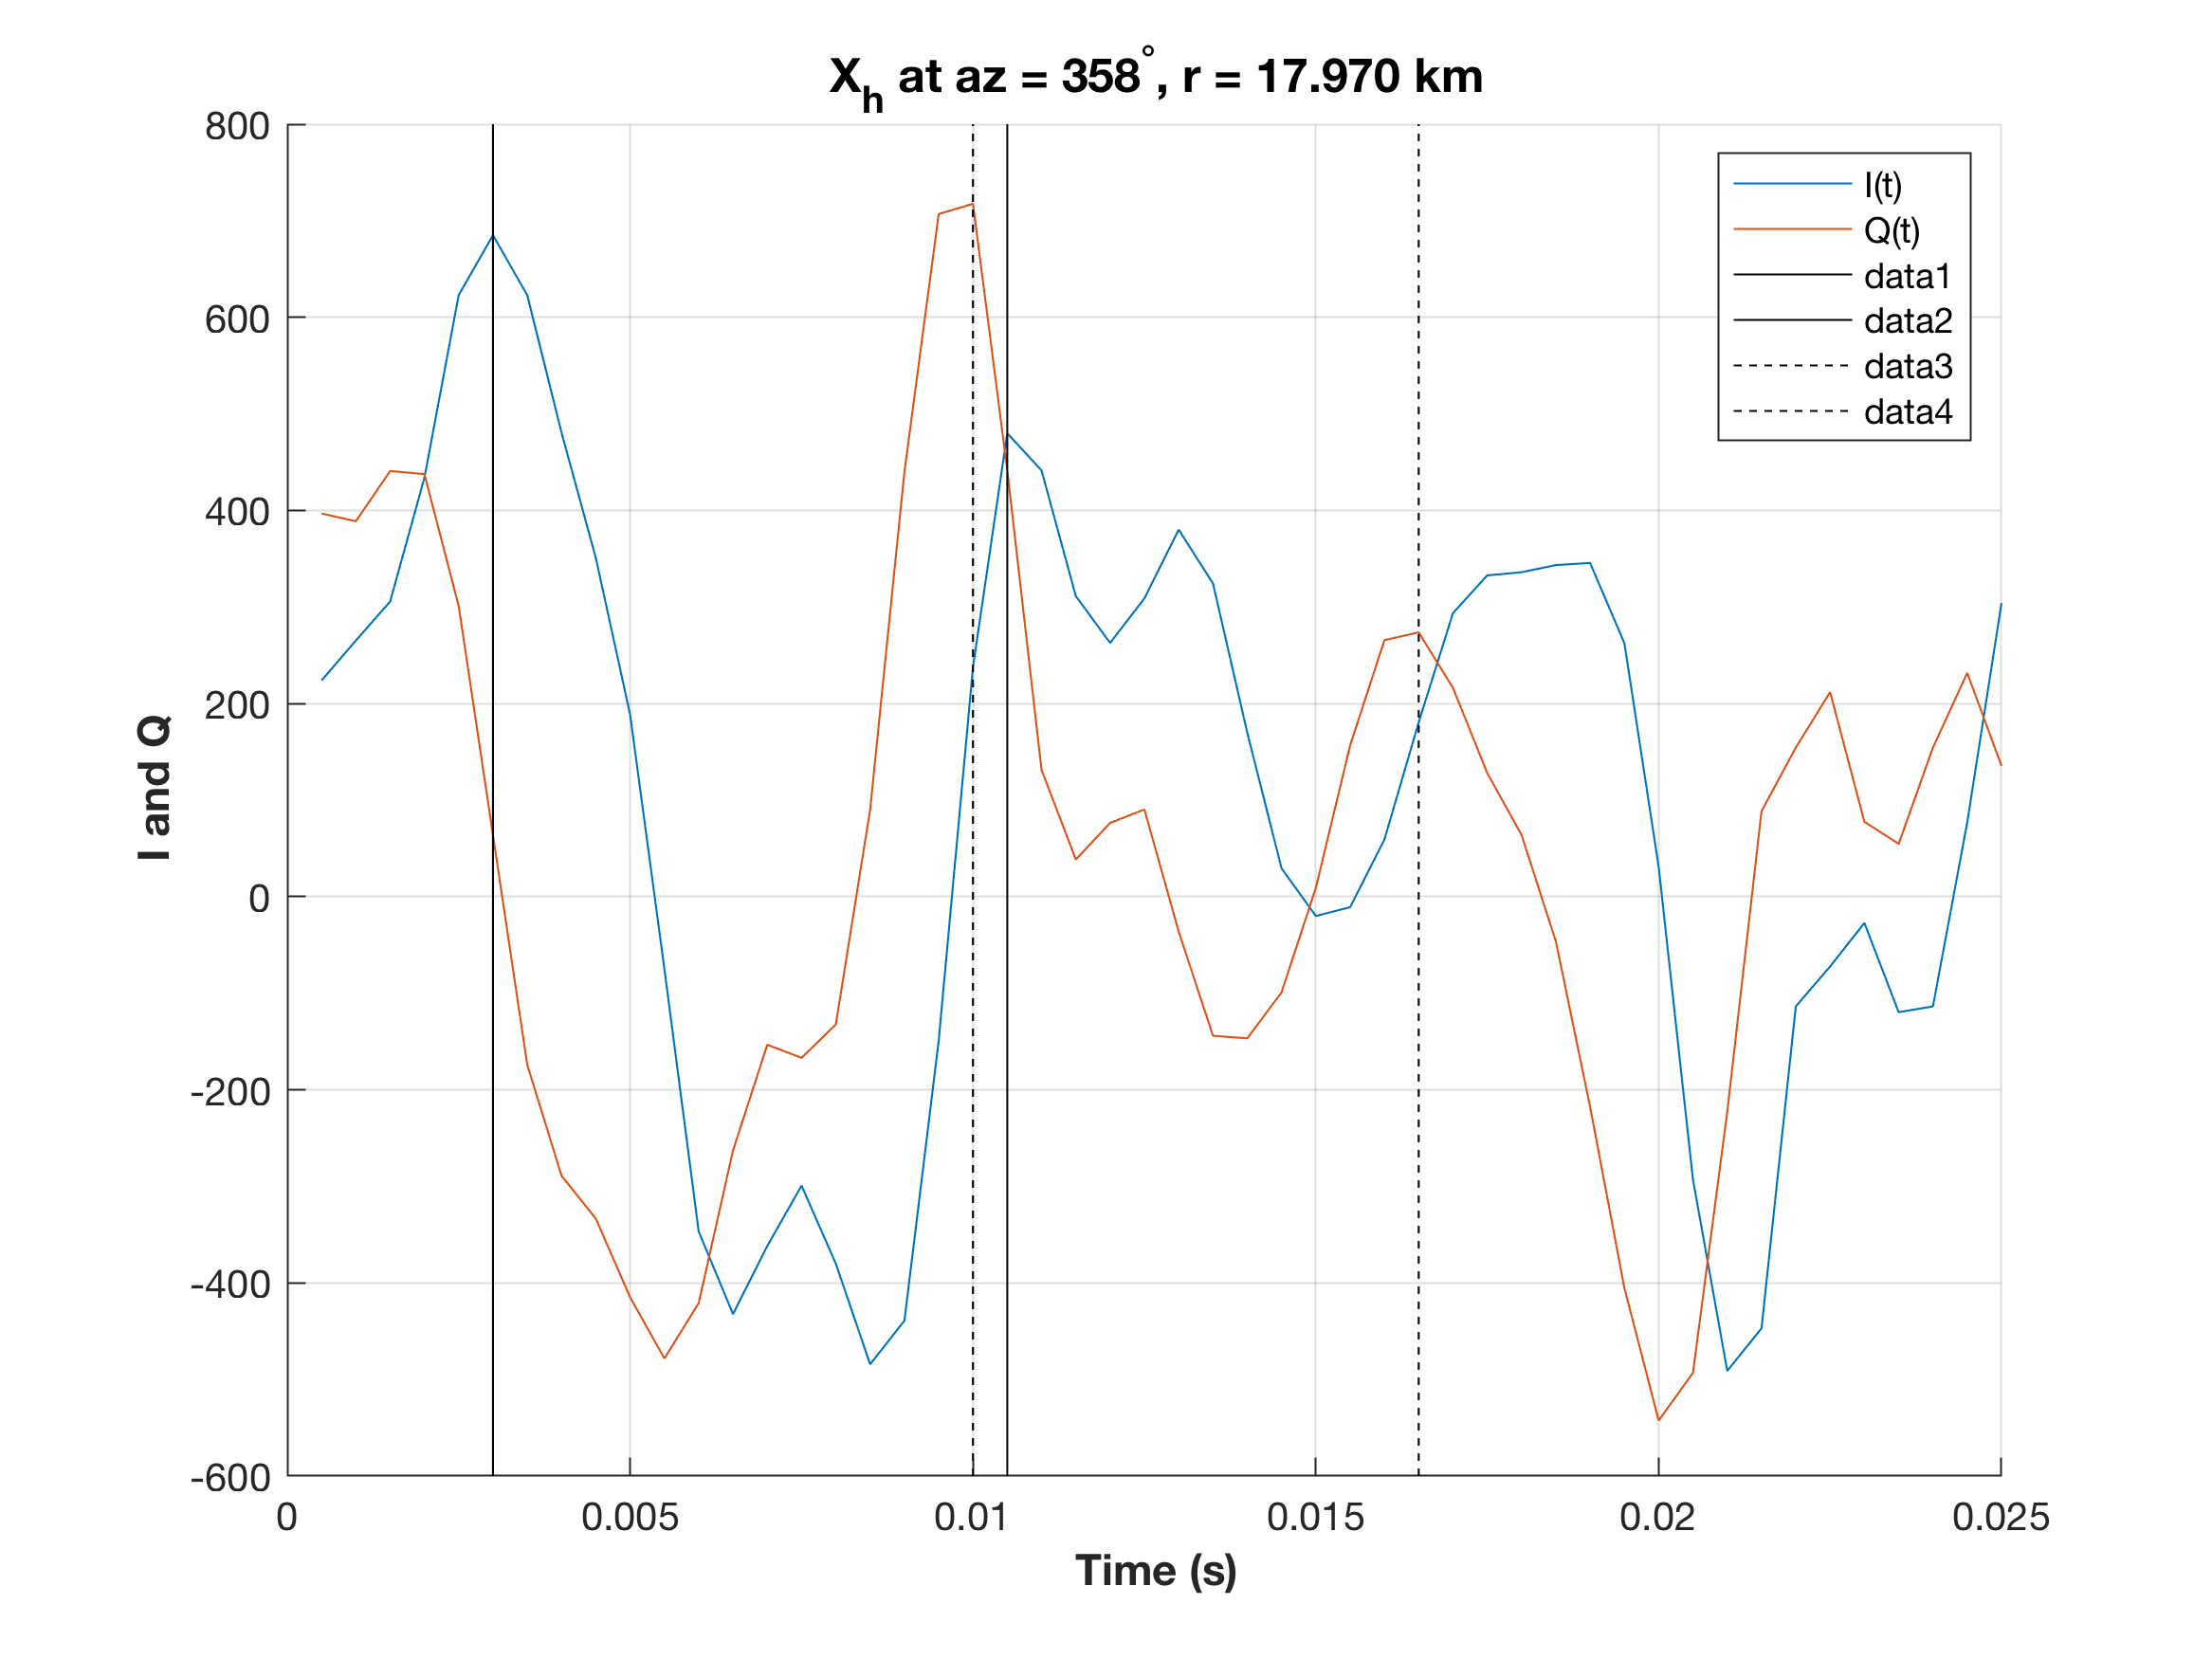 X_h at az = 358°, r = 17.970 km
800
600
400
200
0
-200
-400
-600
I and Q
0 0.005 0.01 0.015 0.02 0.025
Time (s)
I(t)
Q(t)
data1
data2
data3
data4